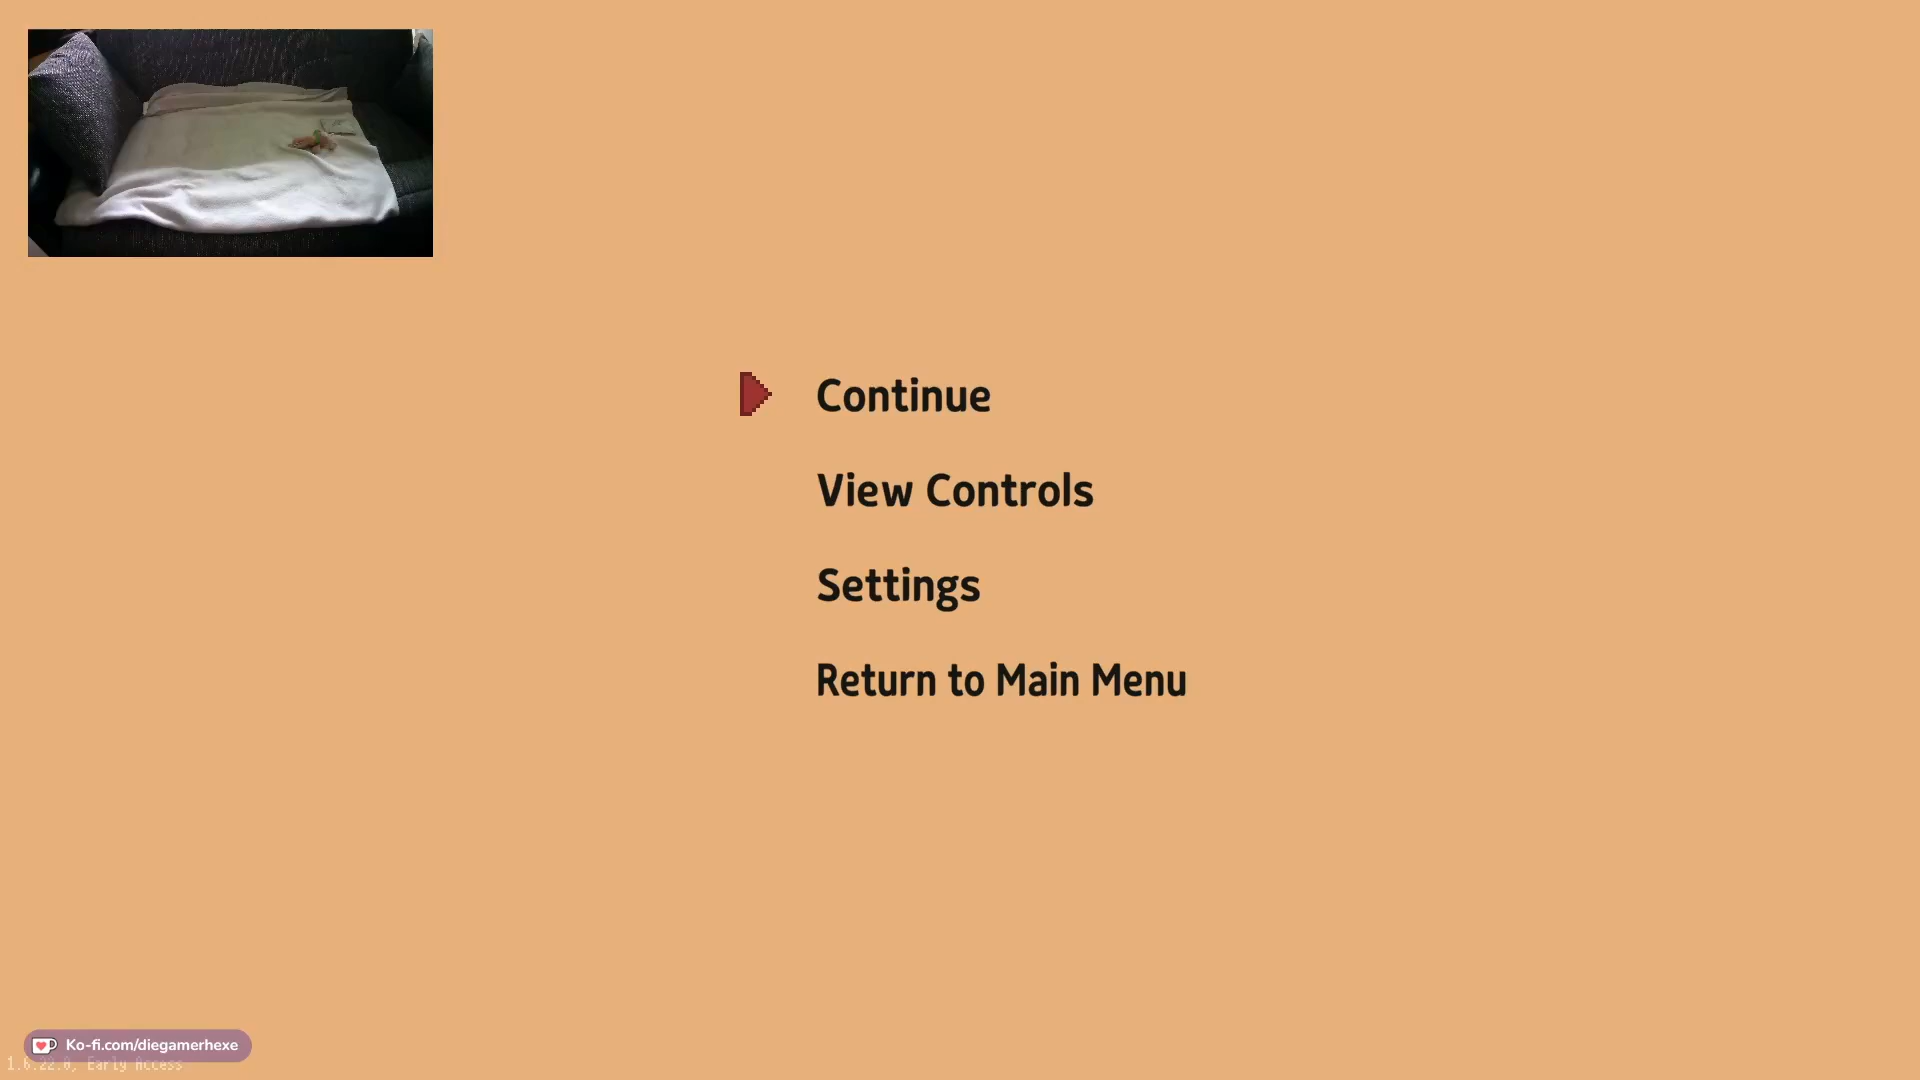 Continue
View Controls
Settings
Return to Main Menu
Ko-fi.com/diegamerhexe
Early Access